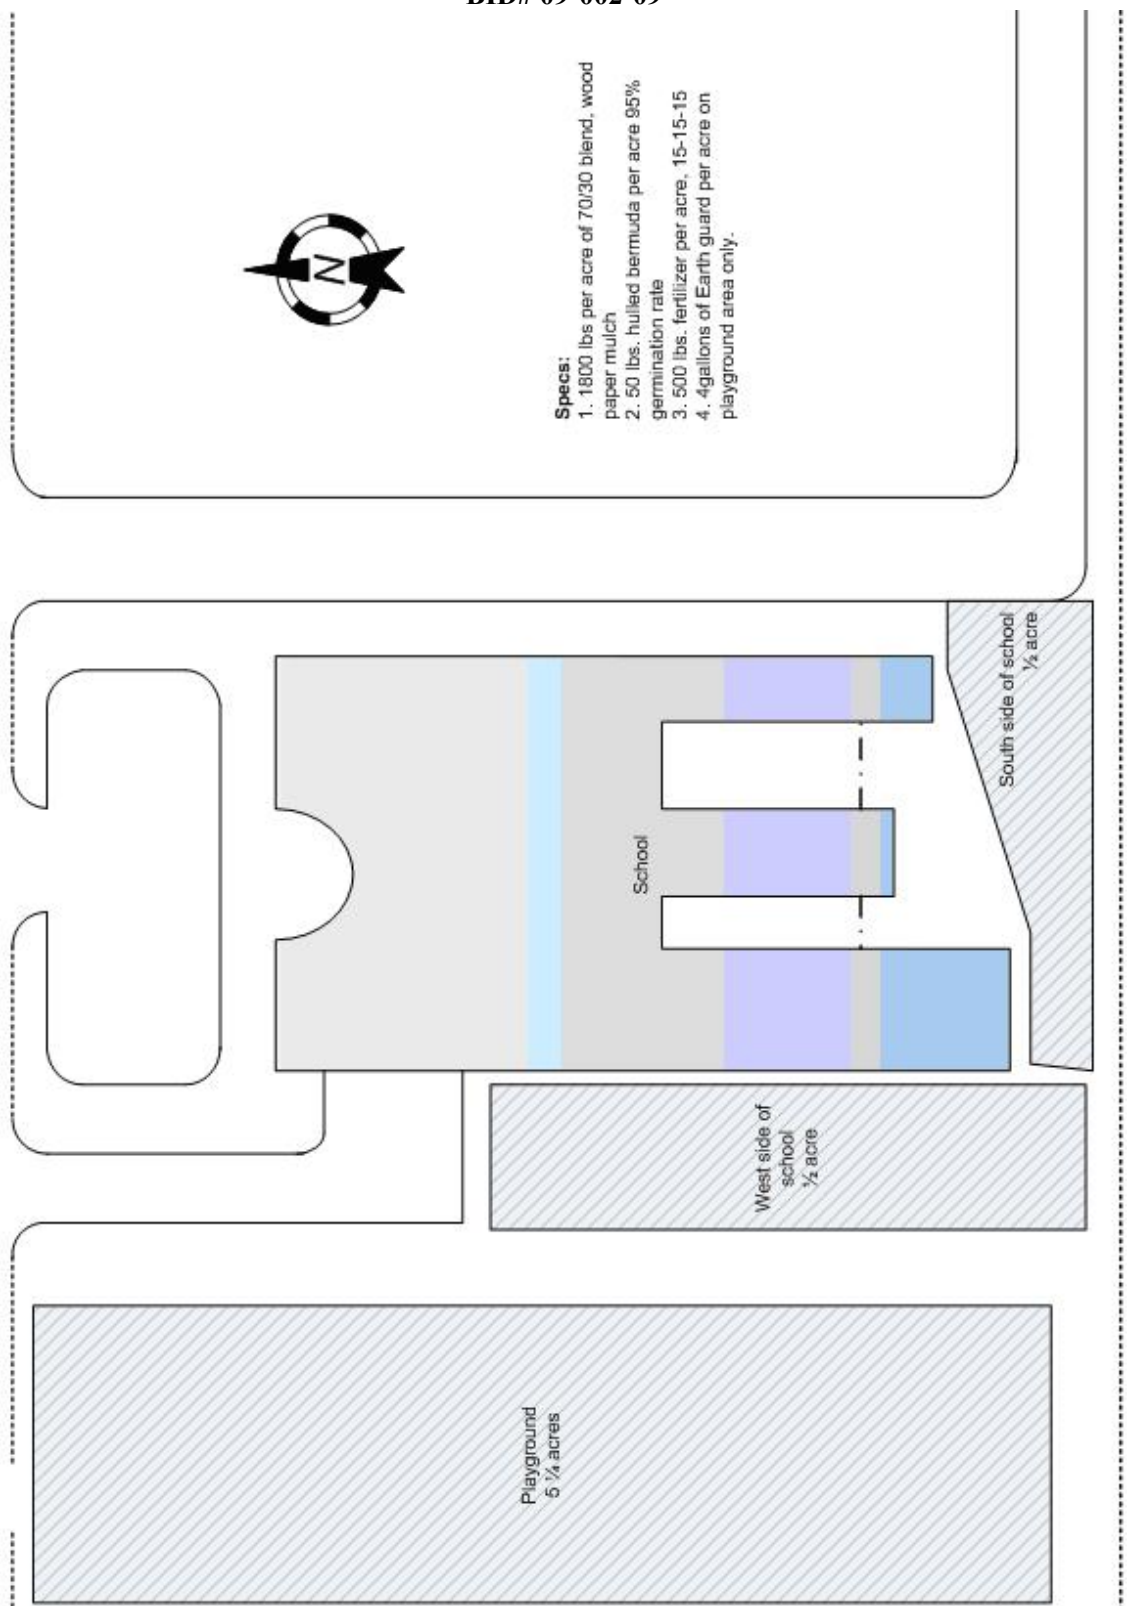 BID# 09-002-09
N
Specs:
1. 1800 lbs per acre of 70/30 blend, wood
paper mulch
2. 50 lbs. hulled bermuda per acre 95%
germination rate
3. 500 lbs. fertilizer per acre, 15-15-15
4. 4gallons of Earth guard per acre on
playground area only.
School
South side of school
½ acre
West side of
school
½ acre
Playground
5 ¼ acres